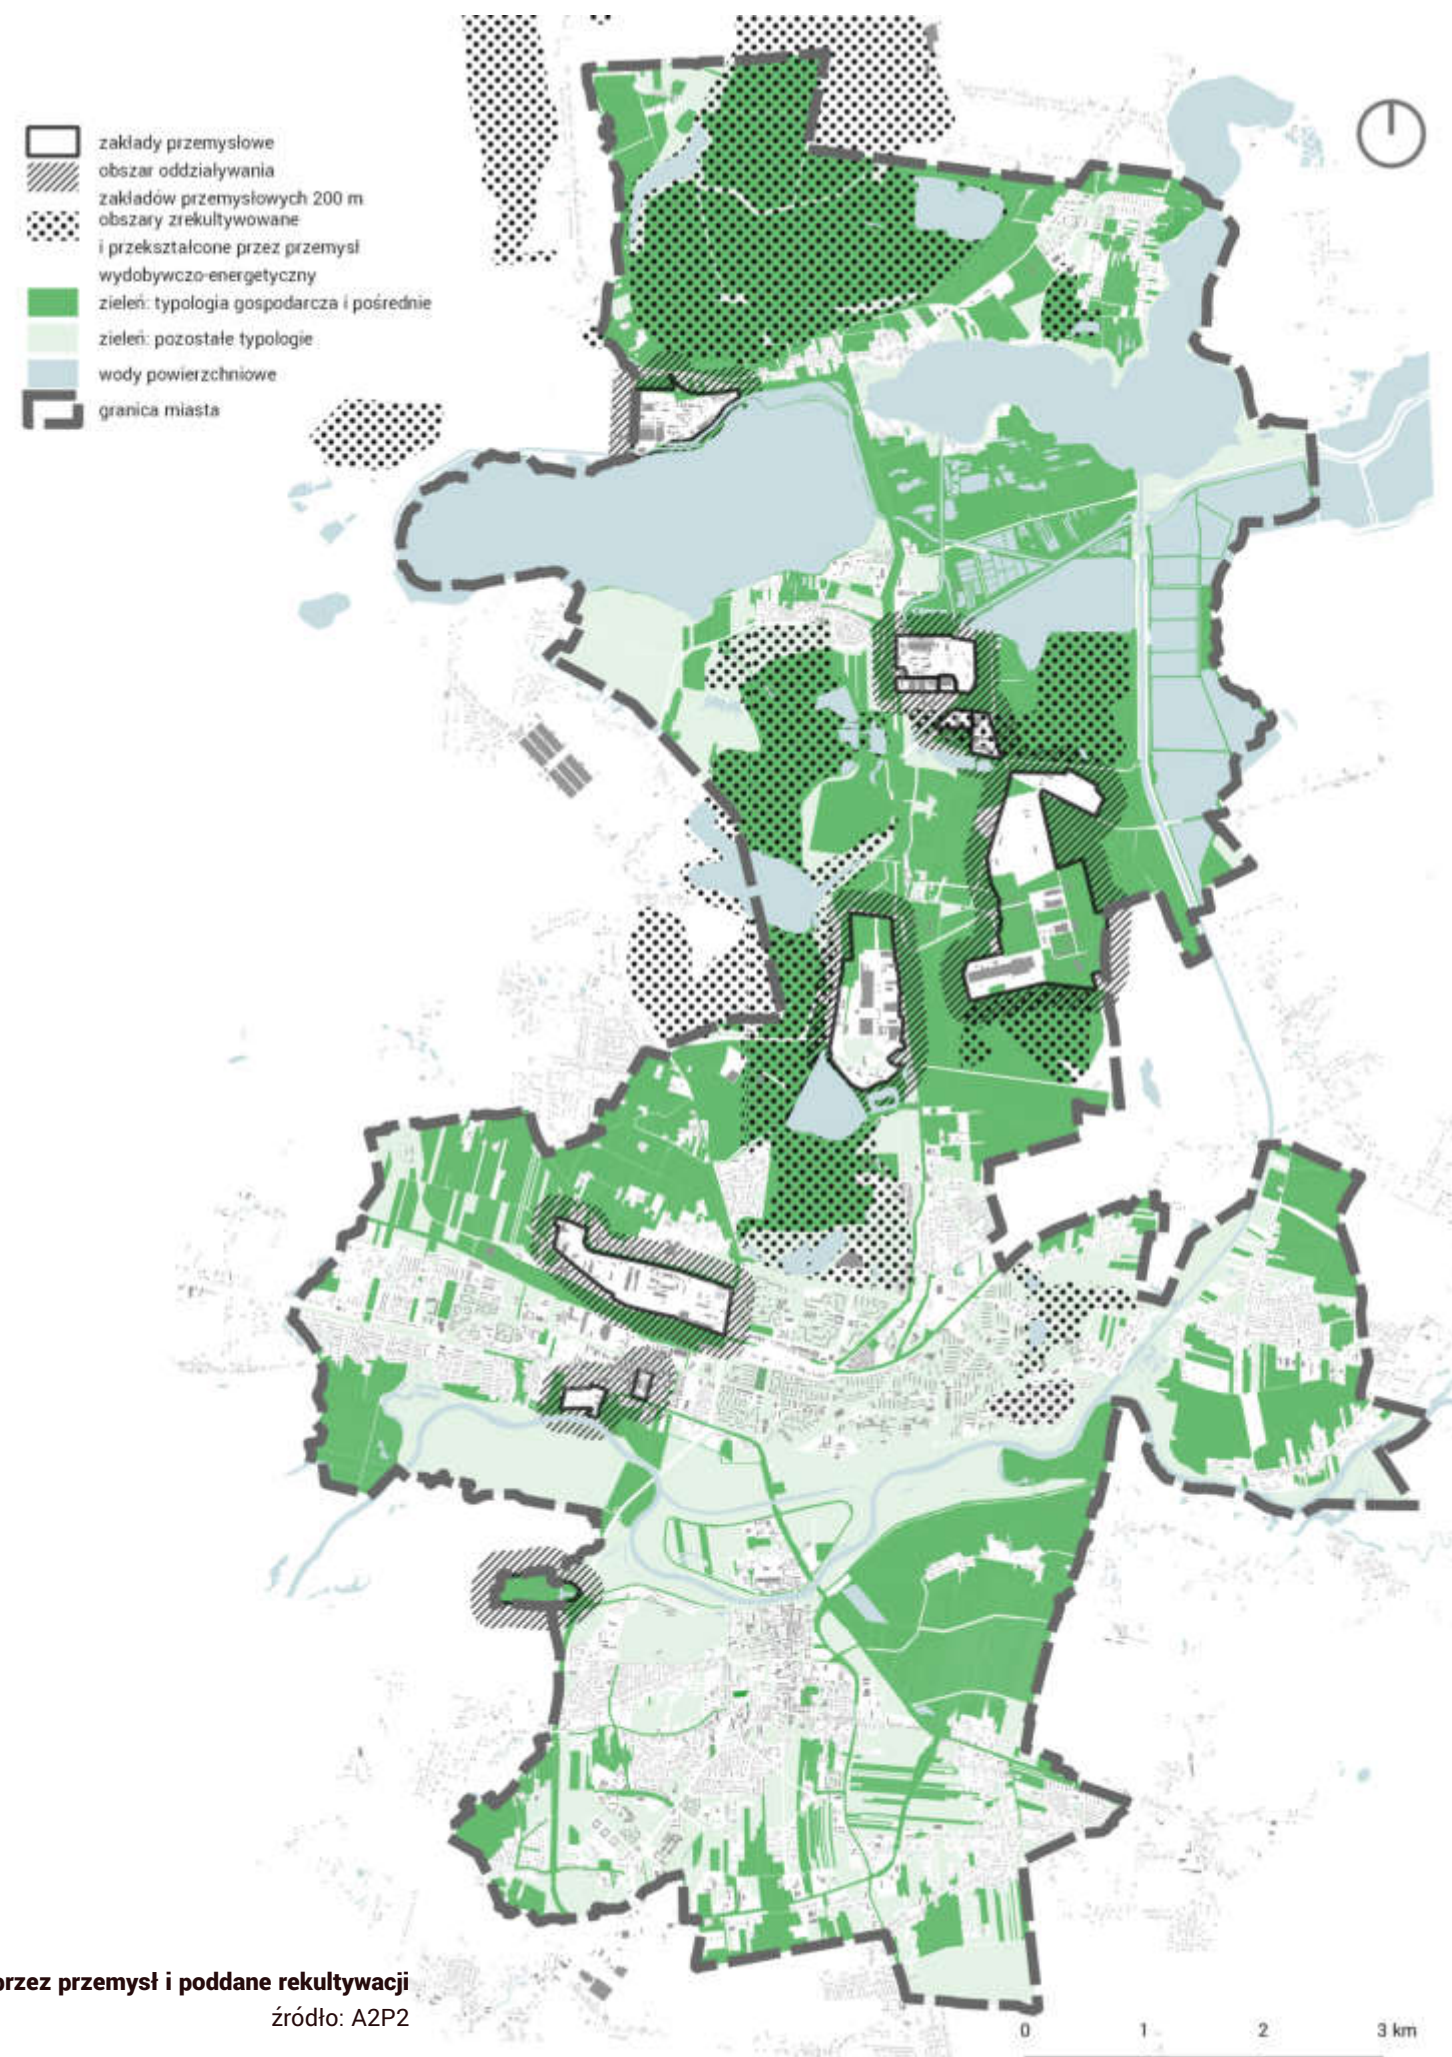 zakłady przemysłowe
obszar oddziaływania
zakładów przemysłowych 200 m
obszary zrekultywowane
i przekształcone przez przemysł
wydobywczo-energetyczny
zieleń: typologia gospodarcza i pośrednie
zieleń: pozostałe typologie
wody powierzchniowe
granica miasta
przez przemysł i poddane rekultywacji
źródło: A2P2
0 1 2 3 km